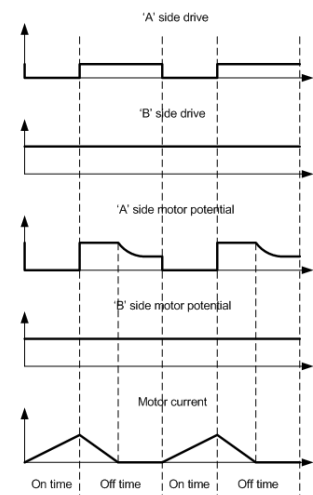 'A' side drive
'B' side drive
'A' side motor potential
'B' side motor potential
Motor current
On time Off time On time Off time